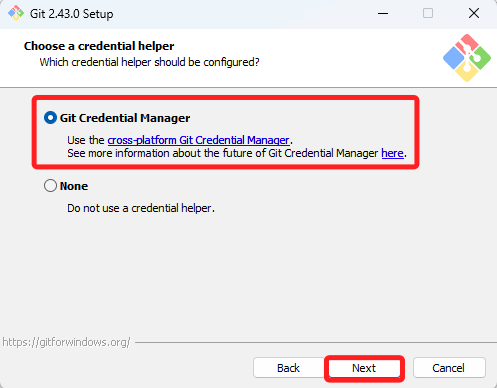 Git 2.43.0 Setup
Choose a credential helper
Which credential helper should be configured?
Git Credential Manager
Use the cross-platform Git Credential Manager.
See more information about the future of Git Credential Manager here.
None
Do not use a credential helper.
https://gitforwindows.org/
Back Next Cancel